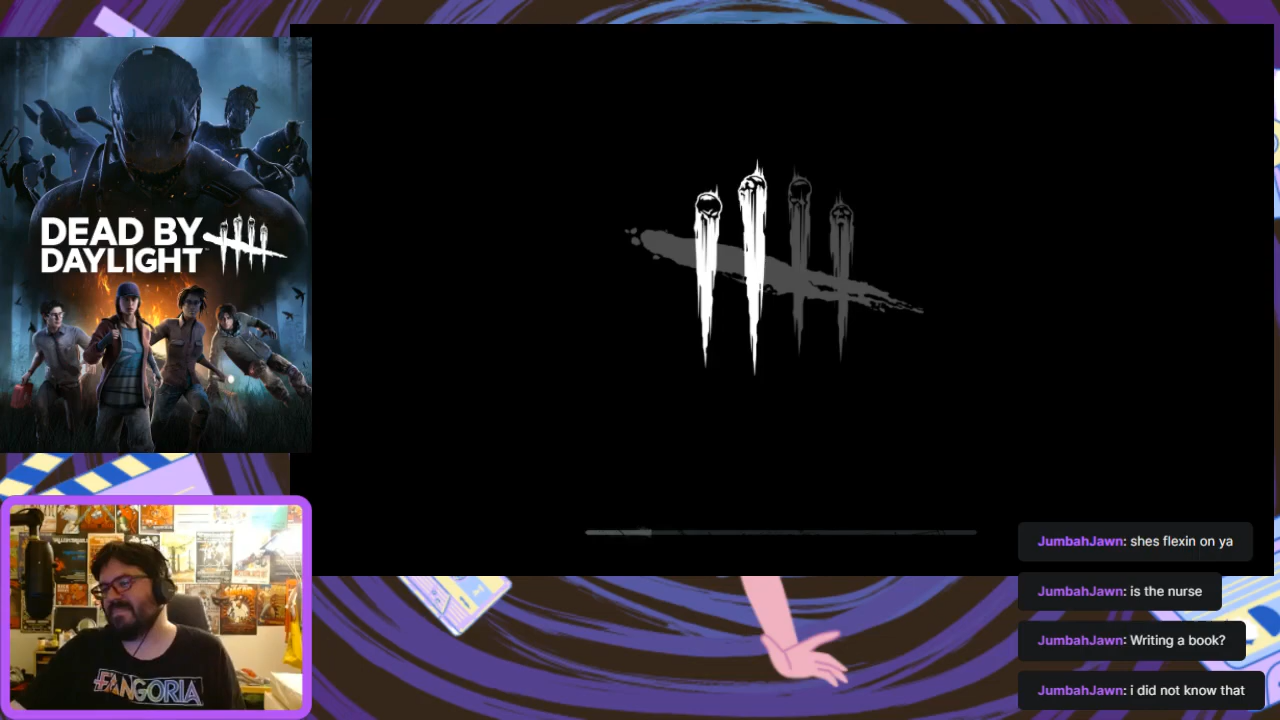 DEAD BY
DAYLIGHT
FANGORIA
JumbahJawn: shes flexin on ya
JumbahJawn: is the nurse
JumbahJawn: Writing a book?
JumbahJawn: i did not know that